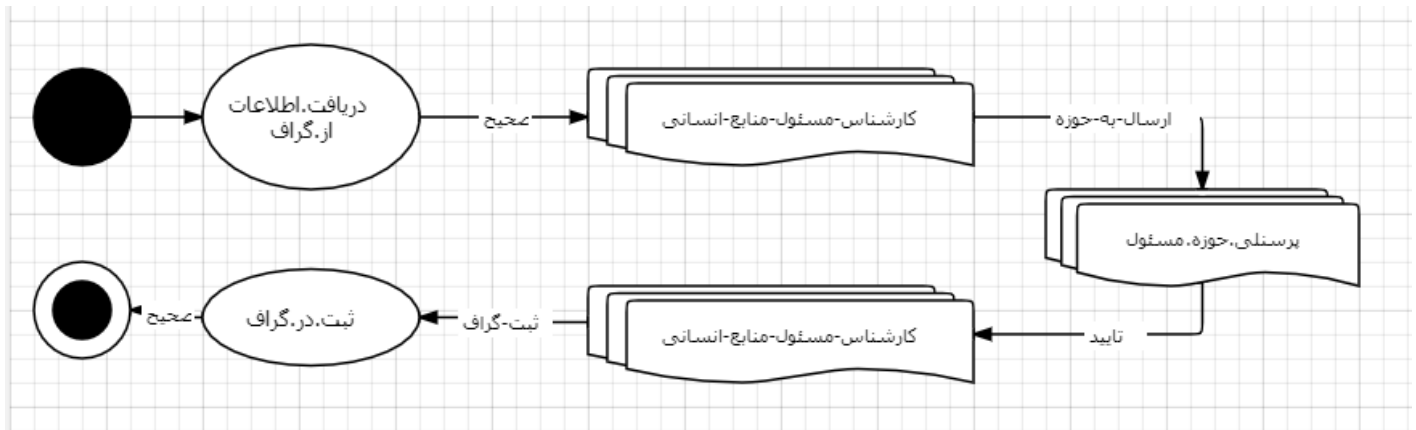 دریافت.اطلاعات
از.گراف
صحیح
کارشناس-مسئول-منابع-انسانی
ارسال-به-حوزه
پرسنلی.حوزه.مسئول
تایید
کارشناس-مسئول-منابع-انسانی
ثبت-گراف
ثبت.در.گراف
صحیح